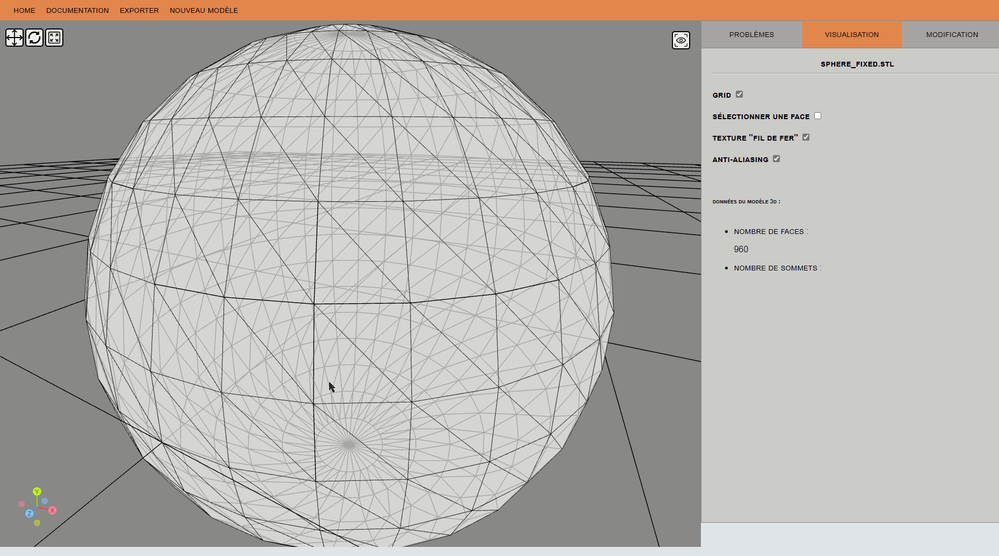 HOME DOCUMENTATION EXPORTER NOUVEAU MODÈLE
PROBLÈMES VISUALISATION MODIFICATION
SPHERE_FIXED.STL
GRID
SÉLECTIONNER UNE FACE
TEXTURE "FIL DE FER"
ANTI-ALIASING
DONNÉES DU MODÈLE 3D :
NOMBRE DE FACES :
960
NOMBRE DE SOMMETS :
Y
X
Z